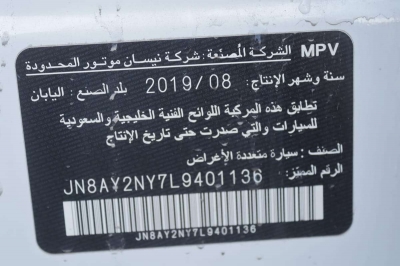 MPV الشركة المصنعة: شركة نيسان موتور المحدودة
سنة وشهر الإنتاج: 2019/08 بلد الصنع: اليابان
تطابق هذه المركبة اللوائح الفنية الخليجية والسعودية
للسيارات والتي صدرت حتى تاريخ الإنتاج
الصنف: سيارة متعددة الأغراض
الرقم المميز:
JN8AY2NY7L9401136
JN8AY2NY7L9401136